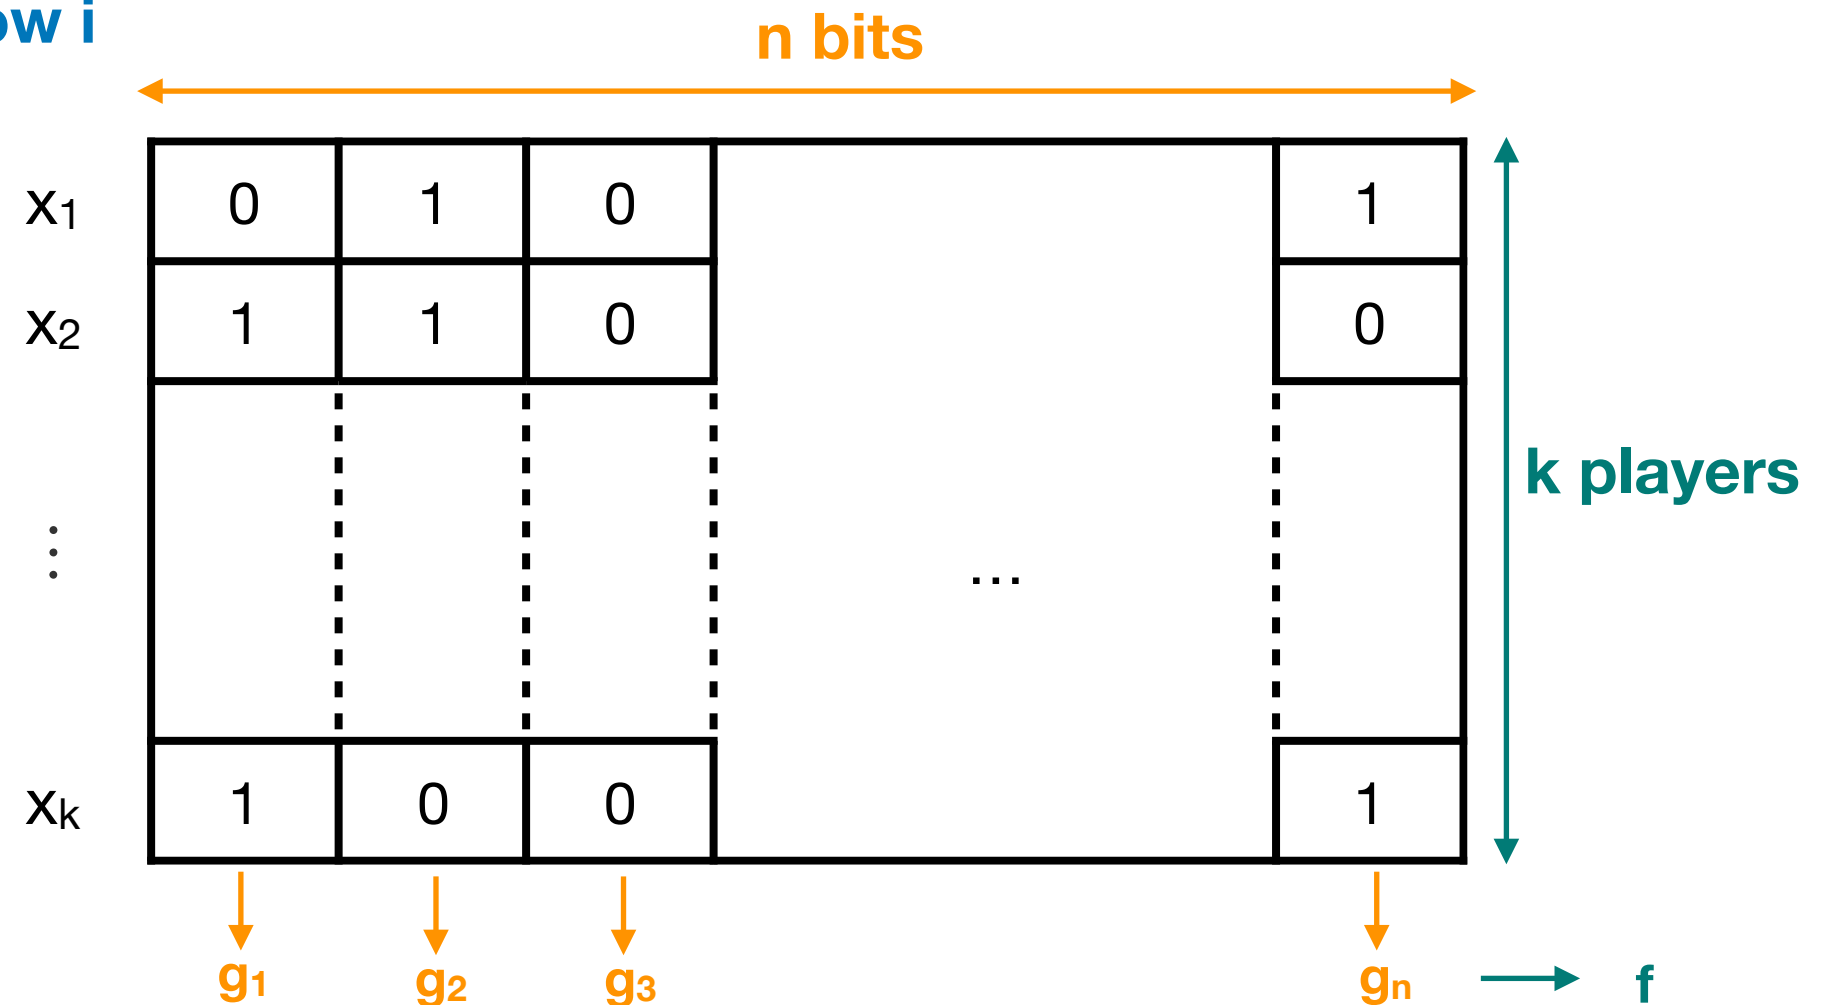 ow i
n bits
x1 0 1 0 1
x2 1 1 0 0
k players
⋮ ...
xk 1 0 0 1
g1 g2 g3 gn f